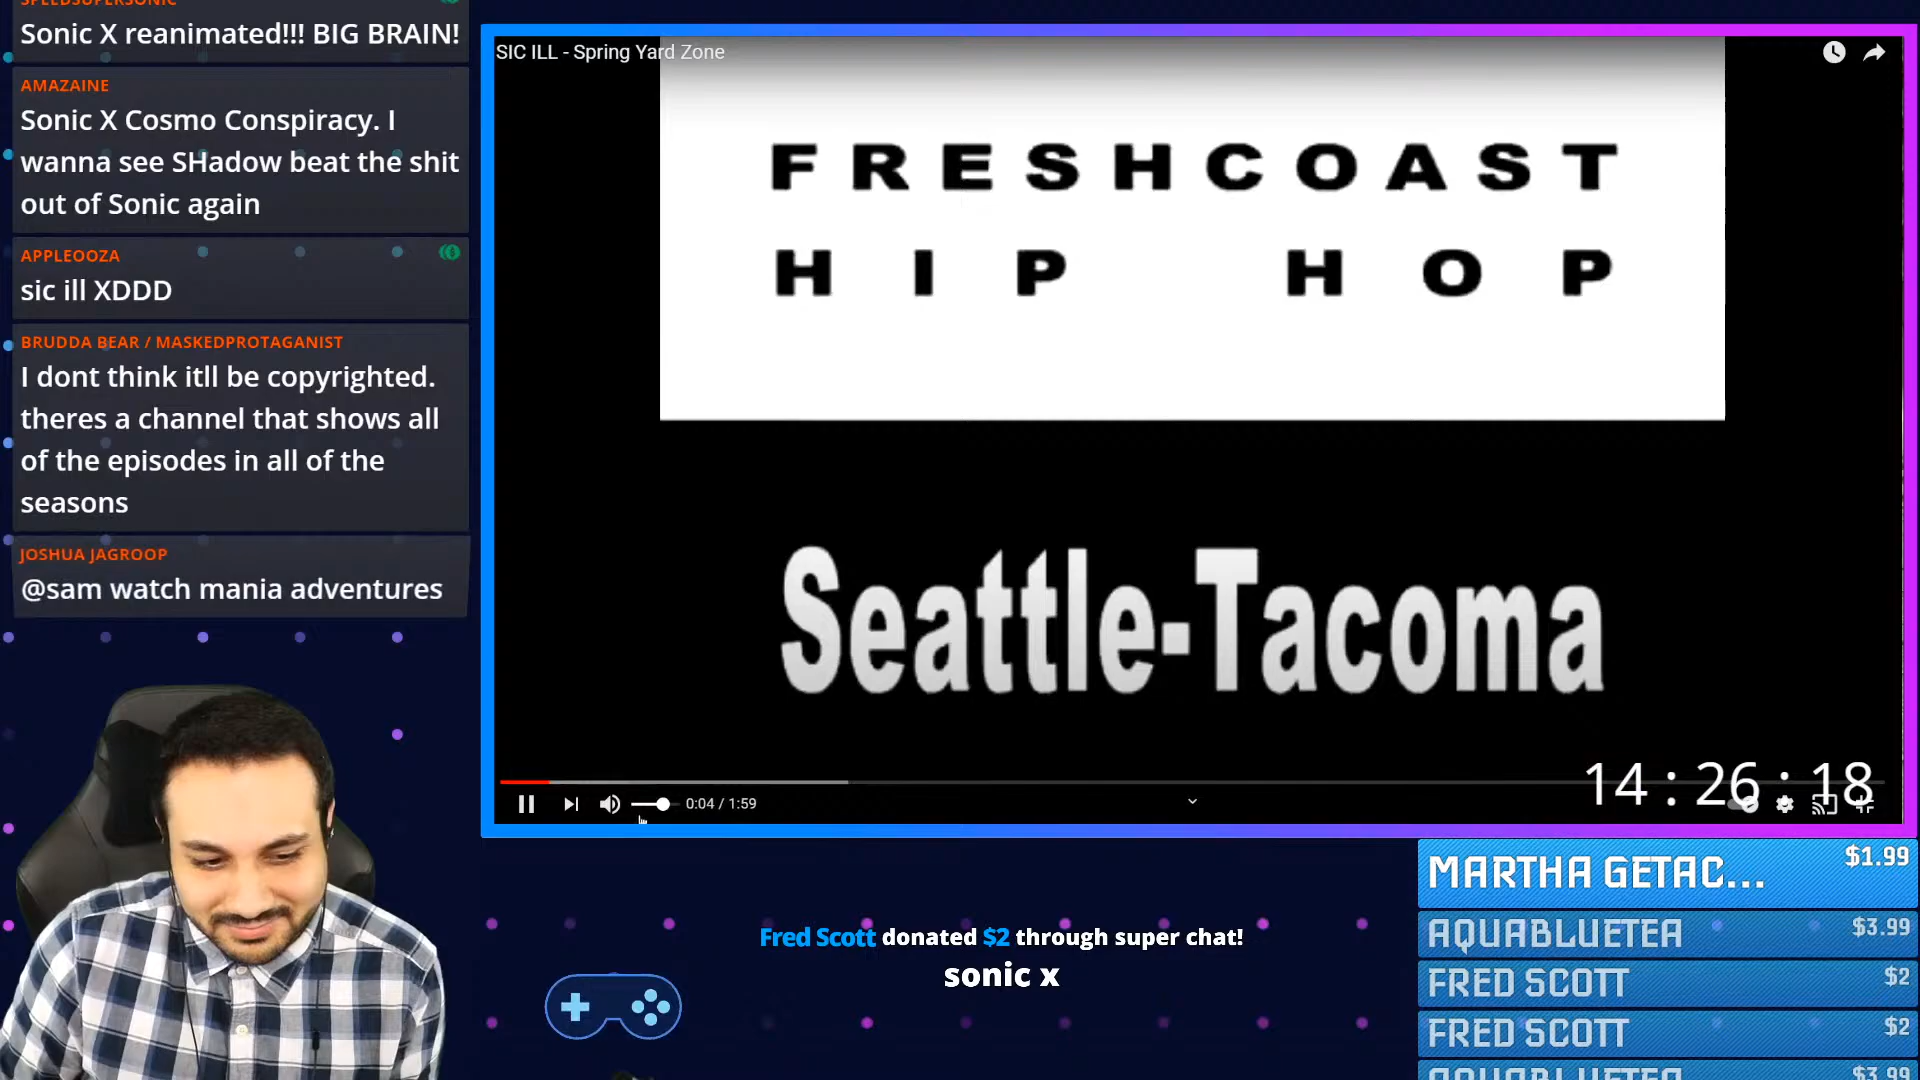 SPEEDSUPERSONIC
Sonic X reanimated!!! BIG BRAIN!
AMAZAINE
Sonic X Cosmo Conspiracy. I
wanna see SHadow beat the shit
out of Sonic again
APPLEOOZA
sic ill XDDD
BRUDDA BEAR / MASKEDPROTAGANIST
I dont think itll be copyrighted.
theres a channel that shows all
of the episodes in all of the
seasons
JOSHUA JAGROOP
@sam watch mania adventures
SIC ILL - Spring Yard Zone
FRESHCOAST
HIP HOP
Seattle-Tacoma
14 : 26 : 18
0:04 / 1:59
Fred Scott donated $2 through super chat!
sonic x
MARTHA GETAC... $1.99
AQUABLUETEA $3.99
FRED SCOTT $2
FRED SCOTT $2
AQUABLUETEA $3.99